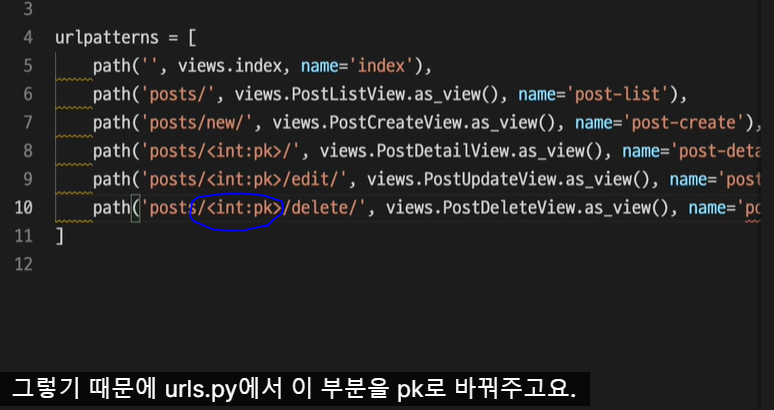 3
4 urlpatterns = [
5 path('', views.index, name='index'),
6 path('posts/', views.PostListView.as_view(), name='post-list'),
7 path('posts/new/', views.PostCreateView.as_view(), name='post-create'),
8 path('posts/<int:pk>/', views.PostDetailView.as_view(), name='post-deta
9 path('posts/<int:pk>/edit/', views.PostUpdateView.as_view(), name='post
10 path('posts/<int:pk>/delete/', views.PostDeleteView.as_view(), name='po
11 ]
12
그렇기 때문에 urls.py에서 이 부분을 pk로 바꿔주고요.